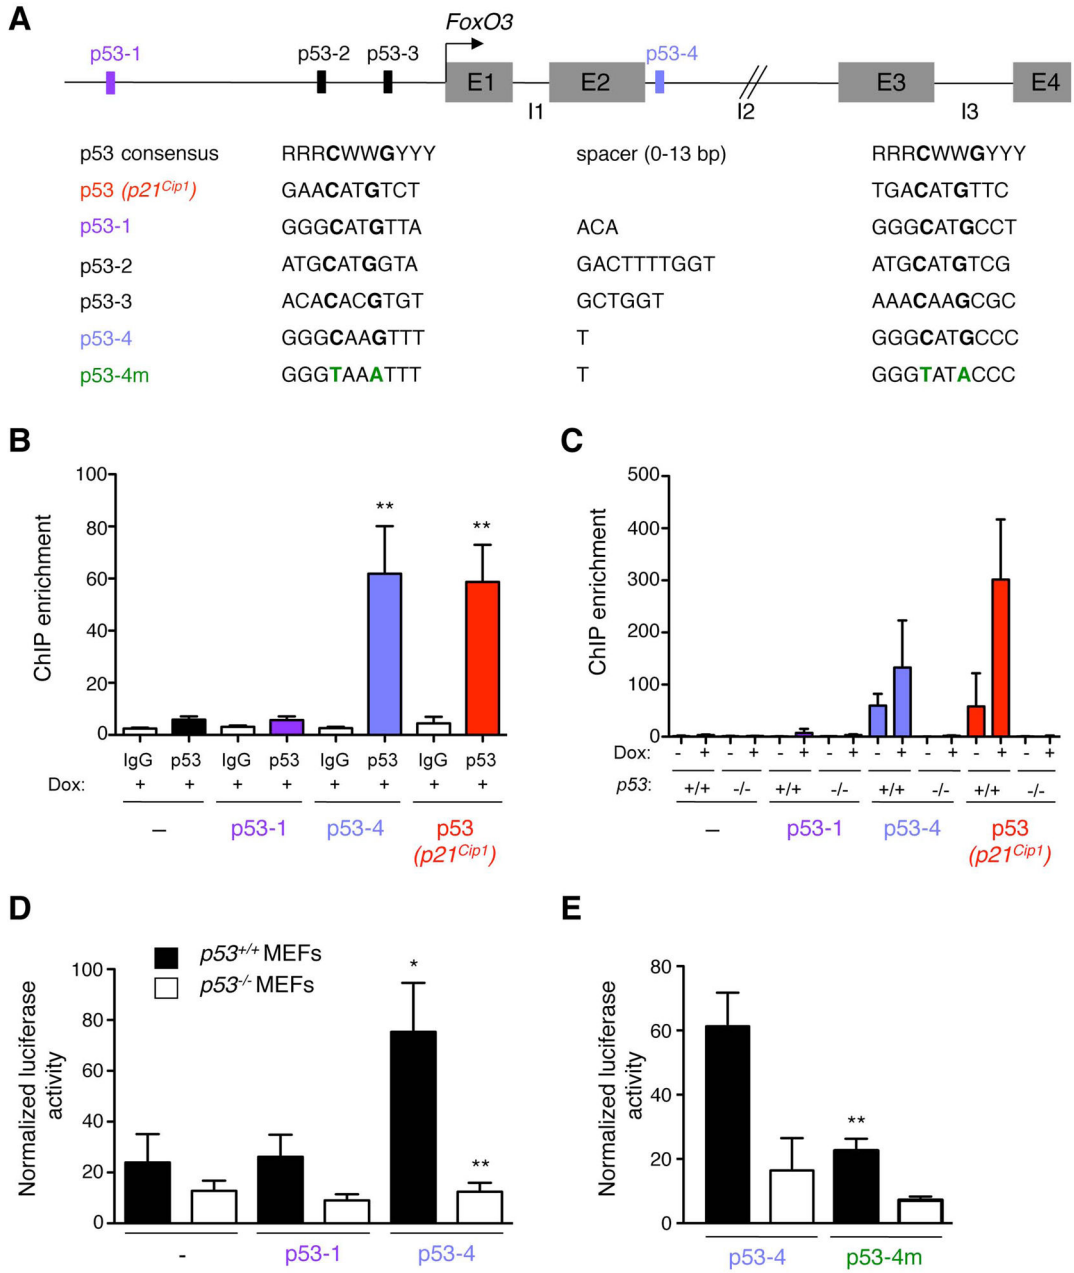 A
FoxO3
p53-1 p53-2 p53-3 p53-4
E1 E2 E3 E4
I1 I2 I3
p53 consensus RRRCWWGYYY spacer (0-13 bp) RRRCWWGYYY
p53 (p21Cip1) GAACATGTCT TGACATGTTC
p53-1 GGGCATGTTA ACA GGGCATGCCT
p53-2 ATGCATGGTA GACTTTTGGT ATGCATGTCG
p53-3 ACACACGTGT GCTGGT AAACAAGCGC
p53-4 GGGCAAGTTT T GGGCATGCCC
p53-4m GGGTAAATTT T GGGTATACCC
B
ChIP enrichment
100
80
60
40
20
0
** **
IgG p53 IgG p53 IgG p53 IgG p53
Dox: + + + + + + + +
– p53-1 p53-4 p53
(p21Cip1)
C
ChIP enrichment
500
400
300
200
100
0
Dox: - + - + - + - + - + - + - + - +
p53: +/+ -/- +/+ -/- +/+ -/- +/+ -/-
– p53-1 p53-4 p53
(p21Cip1)
D
p53+/+ MEFs
p53-/- MEFs
Normalized luciferase
activity
100
80
60
40
20
0
* **
- p53-1 p53-4
E
Normalized luciferase
activity
80
60
40
20
0
**
p53-4 p53-4m